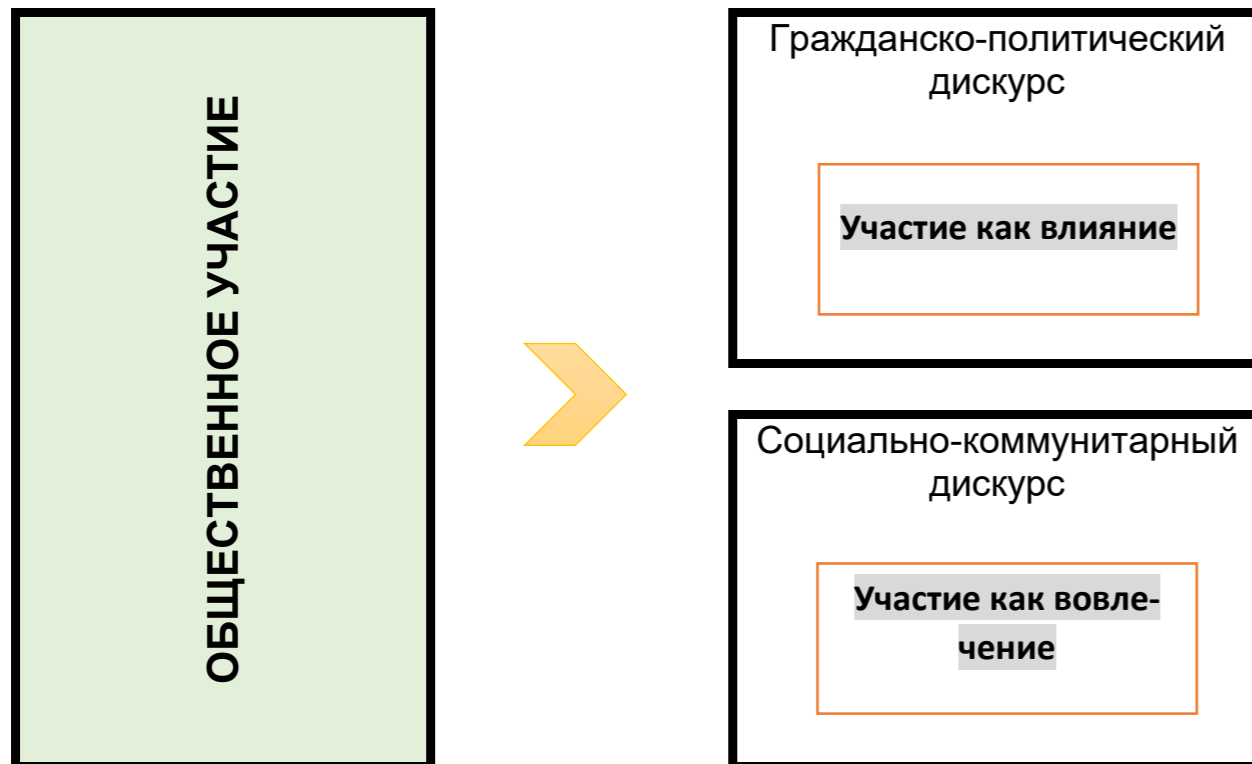 ОБЩЕСТВЕННОЕ УЧАСТИЕ
Гражданско-политический
дискурс
Участие как влияние
Социально-коммунитарный
дискурс
Участие как вовле-
чение